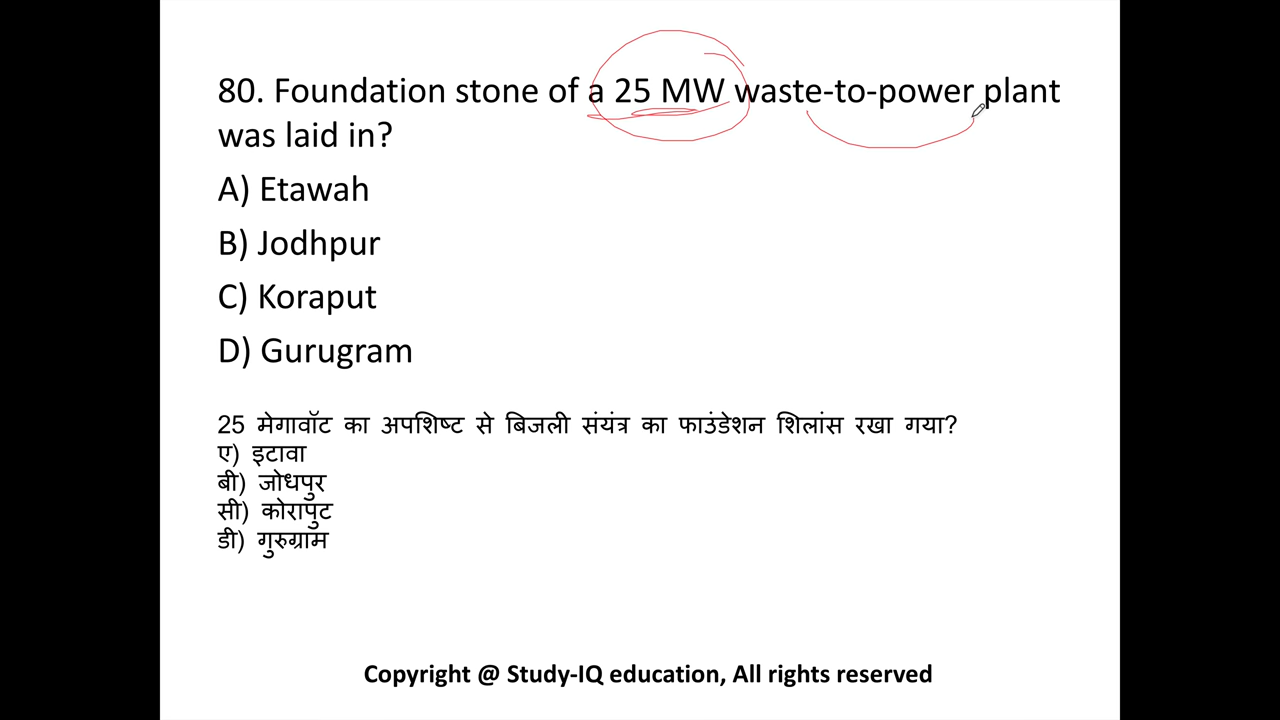 80. Foundation stone of a 25 MW waste-to-power plant
was laid in?
A) Etawah
B) Jodhpur
C) Koraput
D) Gurugram
25 मेगावॉट का अपशिष्ट से बिजली संयंत्र का फाउंडेशन शिलांस रखा गया?
ए) इटावा
बी) जोधपुर
सी) कोरापुट
डी) गुरुग्राम
Copyright @ Study-IQ education, All rights reserved